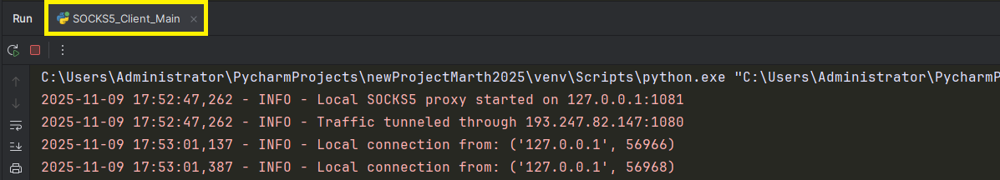 Run SOCKS5_Client_Main
C:\Users\Administrator\PycharmProjects\newProjectMarth2025\venv\Scripts\python.exe "C:\Users\Administrator\PycharmP
2025-11-09 17:52:47,262 - INFO - Local SOCKS5 proxy started on 127.0.0.1:1081
2025-11-09 17:52:47,262 - INFO - Traffic tunneled through 193.247.82.147:1080
2025-11-09 17:53:01,137 - INFO - Local connection from: ('127.0.0.1', 56966)
2025-11-09 17:53:01,387 - INFO - Local connection from: ('127.0.0.1', 56968)